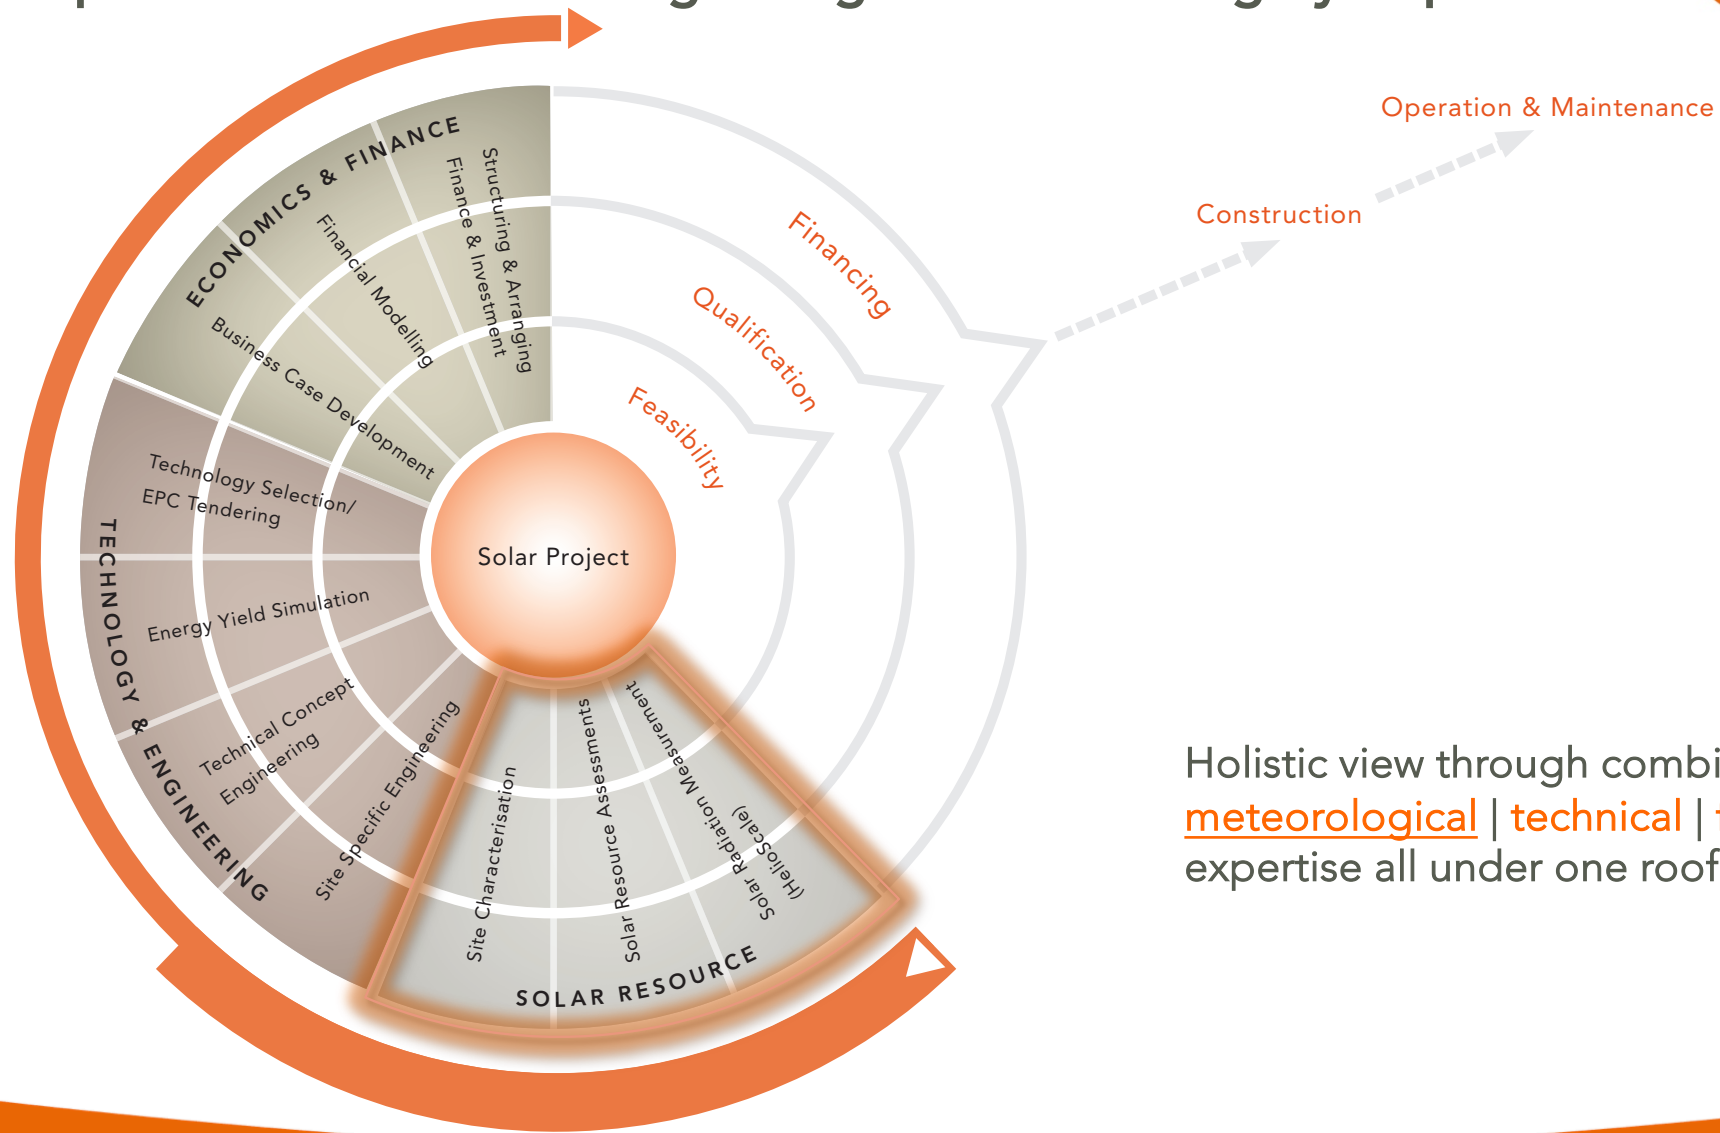 Operation & Maintenance
Construction
Financing
Qualification
Feasibility
ECONOMICS & FINANCE
Structuring & Arranging
Finance & Investment
Financial Modelling
Business Case Development
TECHNOLOGY & ENGINEERING
Technology Selection/
EPC Tendering
Energy Yield Simulation
Technical Concept
Engineering
Site Specific Engineering
Solar Project
SOLAR RESOURCE
Site Characterisation
Solar Resource Assessments
Solar Radiation Measurement
(HelioScale)
Holistic view through combi
meteorological | technical |
expertise all under one roof